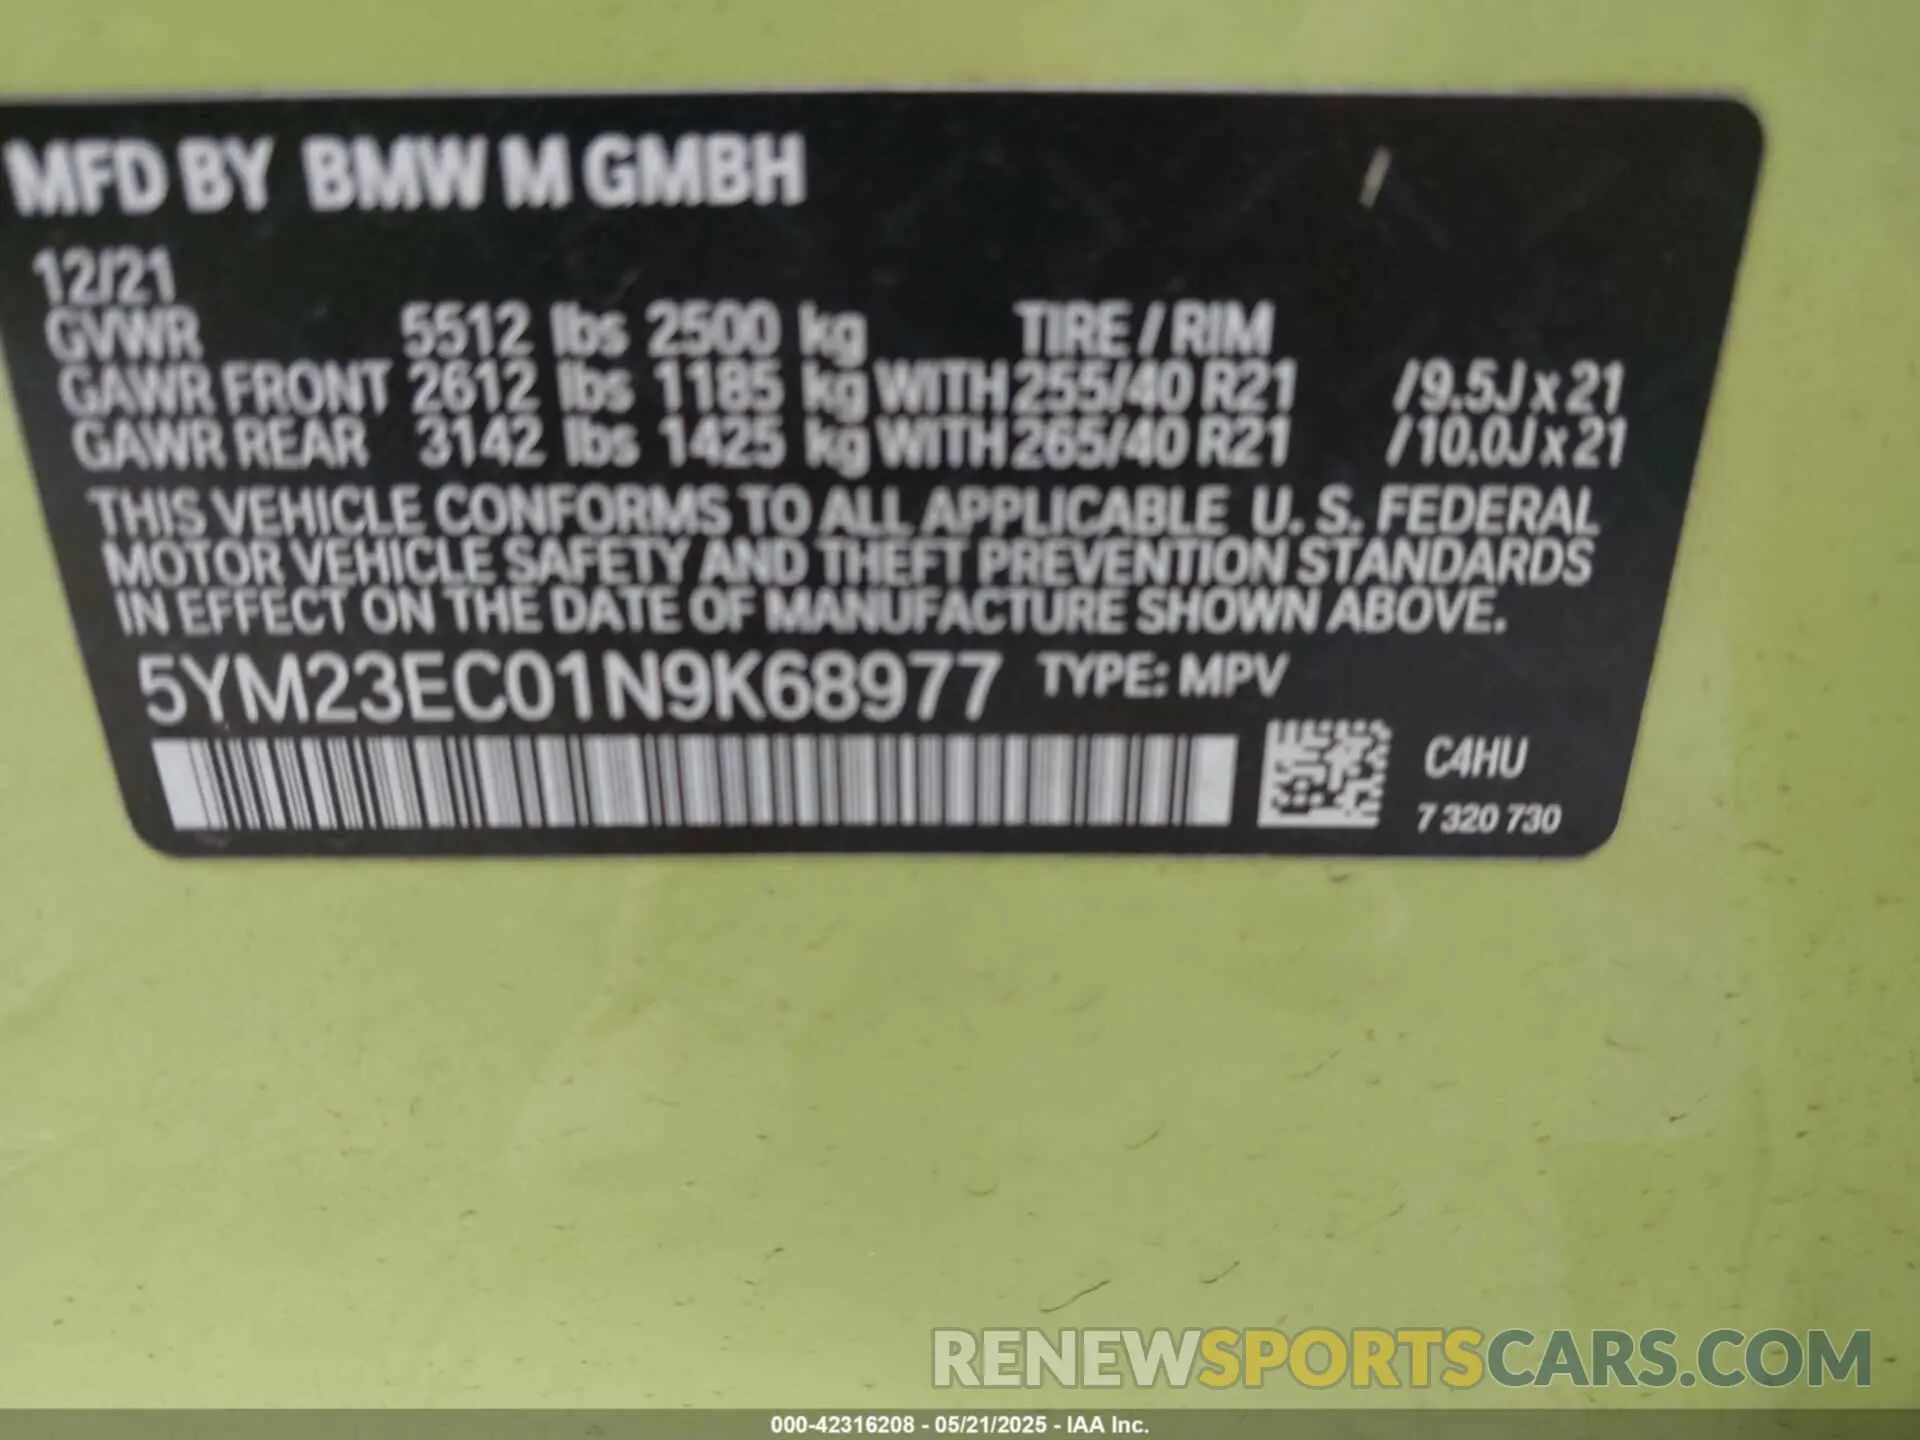 MFD BY BMW M GMBH
12/21
GVWR 5512 lbs 2500 kg TIRE / RIM
GAWR FRONT 2612 lbs 1185 kg WITH 255/40 R21 /9.5J x 21
GAWR REAR 3142 lbs 1425 kg WITH 265/40 R21 /10.0J x 21
THIS VEHICLE CONFORMS TO ALL APPLICABLE U. S. FEDERAL
MOTOR VEHICLE SAFETY AND THEFT PREVENTION STANDARDS
IN EFFECT ON THE DATE OF MANUFACTURE SHOWN ABOVE.
5YM23EC01N9K68977 TYPE: MPV
C4HU
7 320 730
RENEWSPORTSCARS.COM
000-42316208 - 05/21/2025 - IAA Inc.